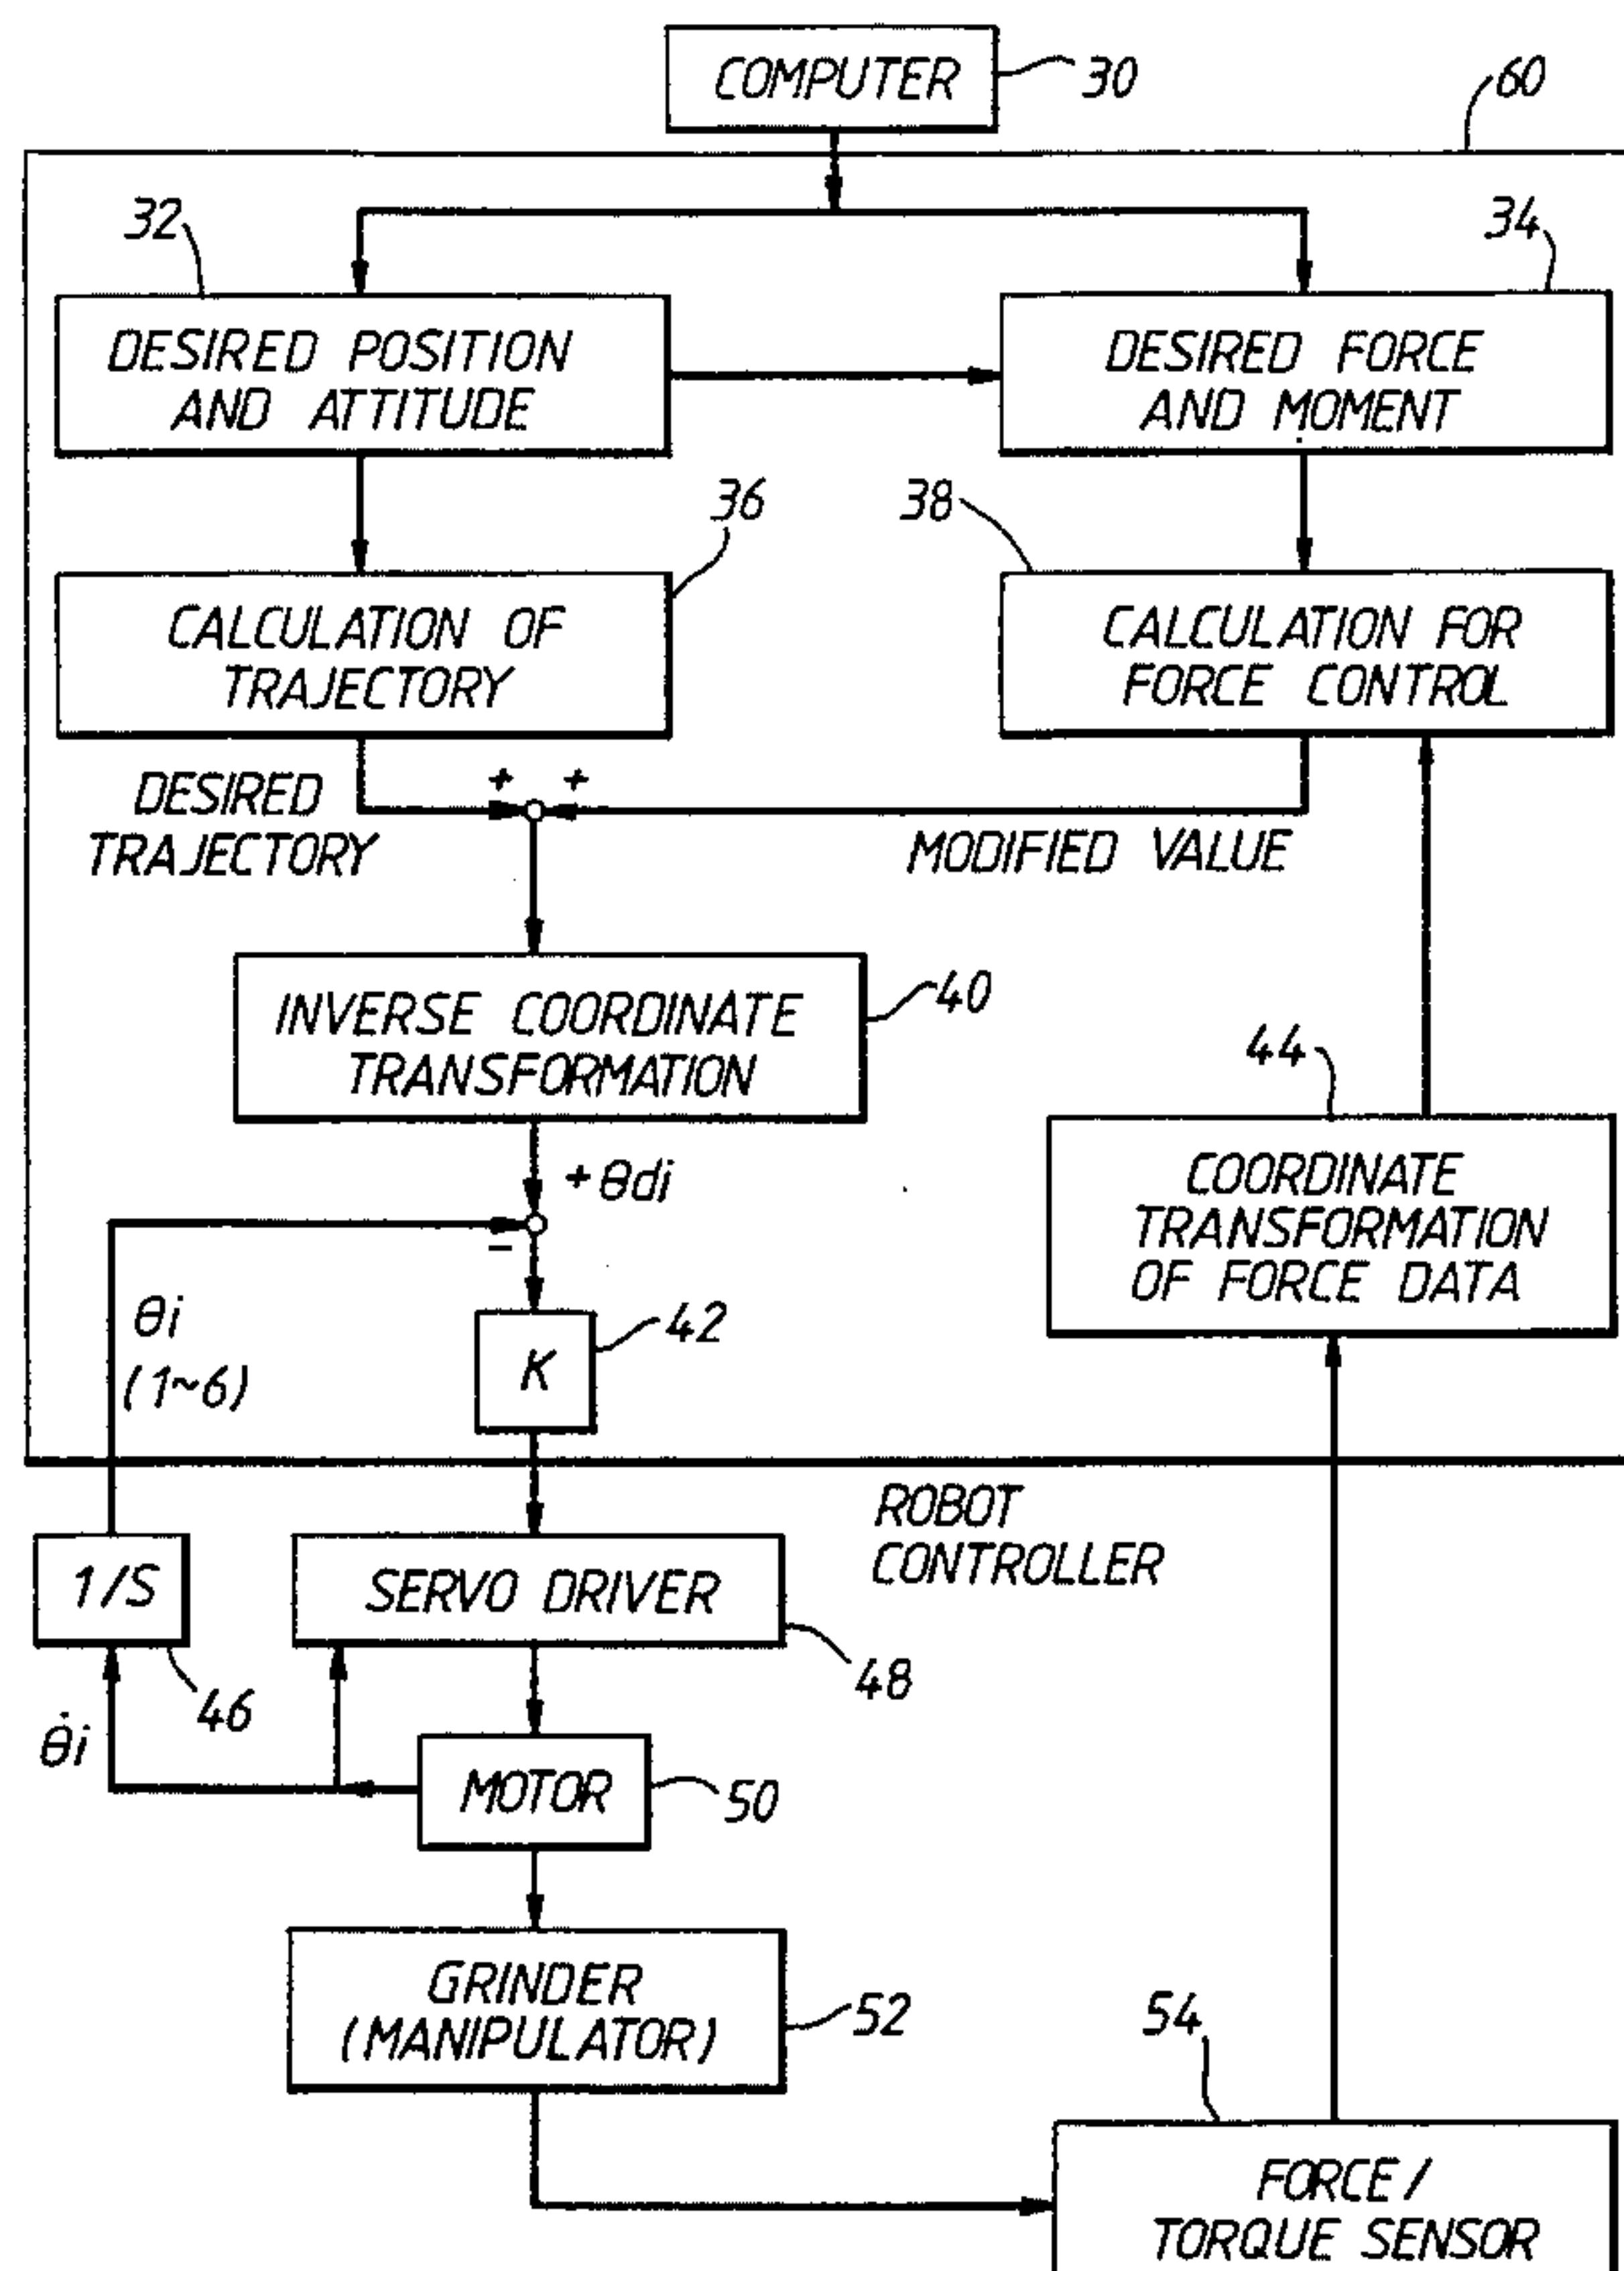 COMPUTER
30
60
32
34
DESIRED POSITION
AND ATTITUDE
DESIRED FORCE
AND MOMENT
36
38
CALCULATION OF
TRAJECTORY
CALCULATION FOR
FORCE CONTROL
+ +
DESIRED
TRAJECTORY
MODIFIED VALUE
INVERSE COORDINATE
TRANSFORMATION
40
44
+θdi
-
COORDINATE
TRANSFORMATION
OF FORCE DATA
θi
(1~6)
K
42
ROBOT
CONTROLLER
1/S
SERVO DRIVER
46
48
θ̇i
MOTOR
50
GRINDER
(MANIPULATOR)
52
54
FORCE/
TORQUE SENSOR